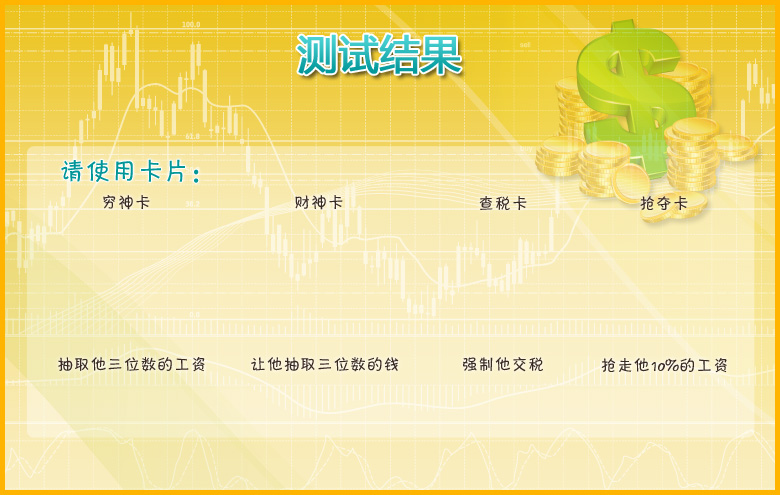 测试结果
请使用卡片：
穷神卡 财神卡 查税卡 抢夺卡
抽取他三位数的工资 让他抽取三位数的钱 强制他交税 抢走他10%的工资
100.0